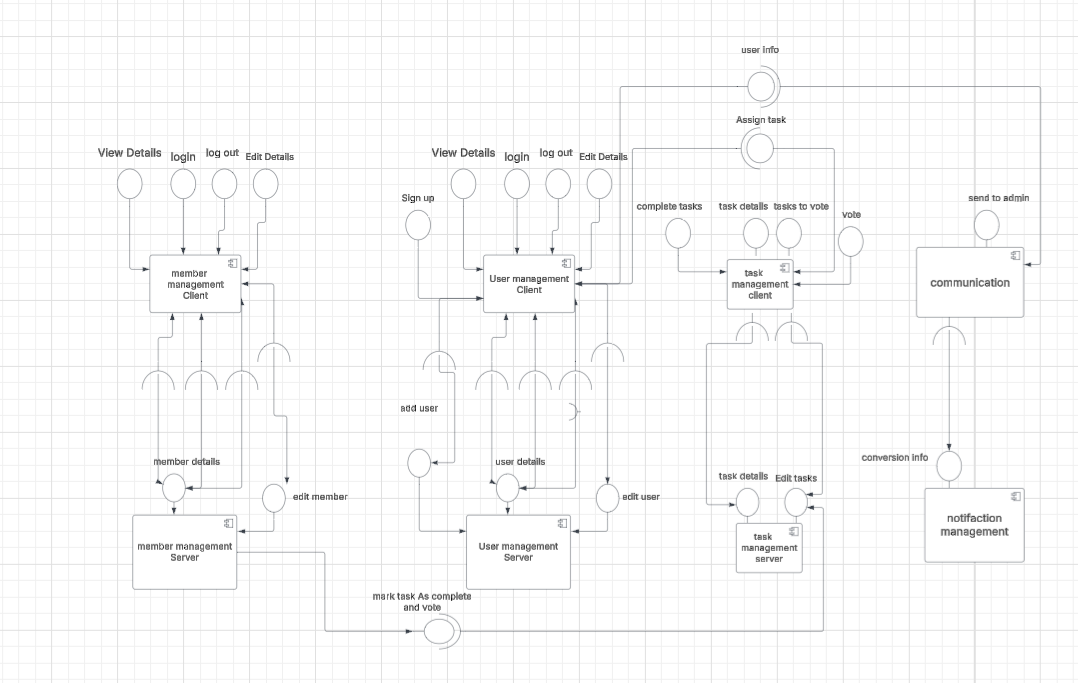 user info
Assign task
View Details
login
log out
Edit Details
View Details
login
log out
Edit Details
Sign up
complete tasks
task details
tasks to vote
vote
send to admin
member
management
Client
User management
Client
task
management
client
communication
add user
member details
edit member
user details
edit user
task details
Edit tasks
conversion info
member management
Server
User management
Server
task
management
server
notifaction
management
mark task As complete
and vote